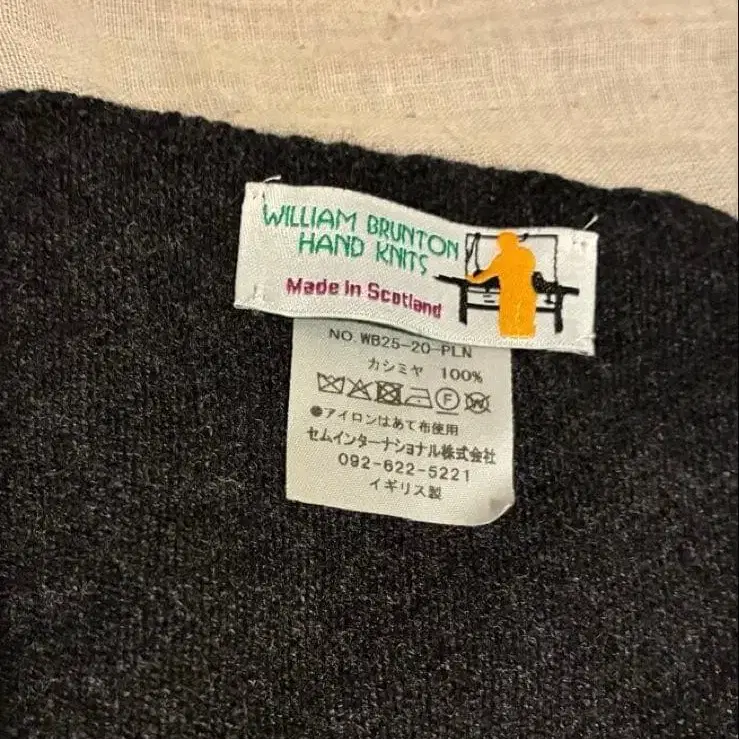 WILLIAM BRUNTON
HAND KNITS
Made in Scotland
NO. WB25-20-PLN
カシミヤ 100%
F W
●アイロンはあて布使用
セムインターナショナル株式会社
092-622-5221
イギリス製